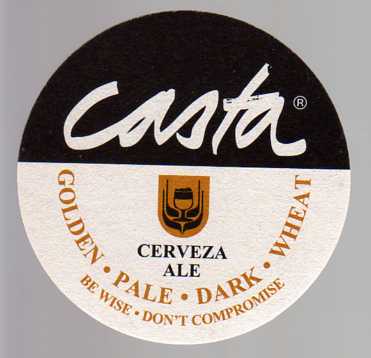 casta®
CERVEZA
ALE
GOLDEN • PALE • DARK • WHEAT
BE WISE • DON'T COMPROMISE